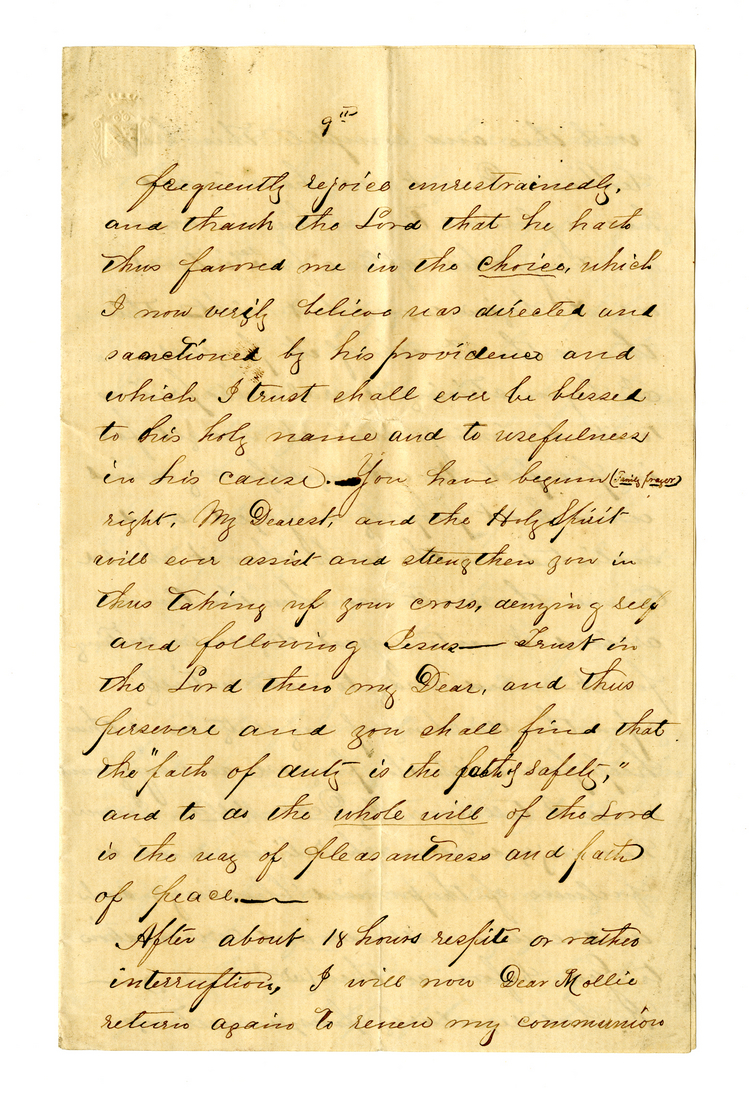 9th
frequently rejoice unrestrainedly,
and thank the Lord that he hath
thus favored me in the choice, which
I now verily believe was directed and
sanctioned by his providence and
which I trust shall ever be blessed
to his holy name and to usefulness
in his cause. You have begun (Family prayer)
right, My Dearest, and the Holy Spirit
will ever assist and strengthen you in
thus taking up your cross, denying self
and following Jesus— Trust in
the Lord then my Dear, and thus
persevere and you shall find that
the "path of duty is the path of safety,"
and to do the whole will of the Lord
is the way of pleasantness and path
of peace.—
After about 18 hours respite or rather
interruption, I will now Dear Mollie
return again to renew my communion